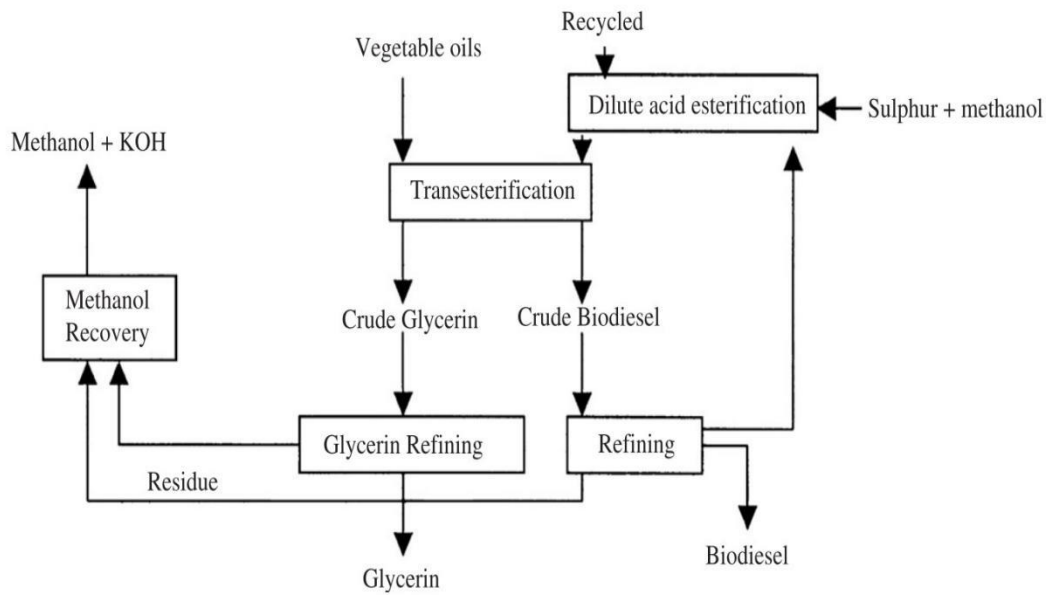 Recycled
Vegetable oils
Dilute acid esterification
Sulphur + methanol
Methanol + KOH
Transesterification
Methanol
Recovery
Crude Glycerin
Crude Biodiesel
Glycerin Refining
Refining
Residue
Biodiesel
Glycerin